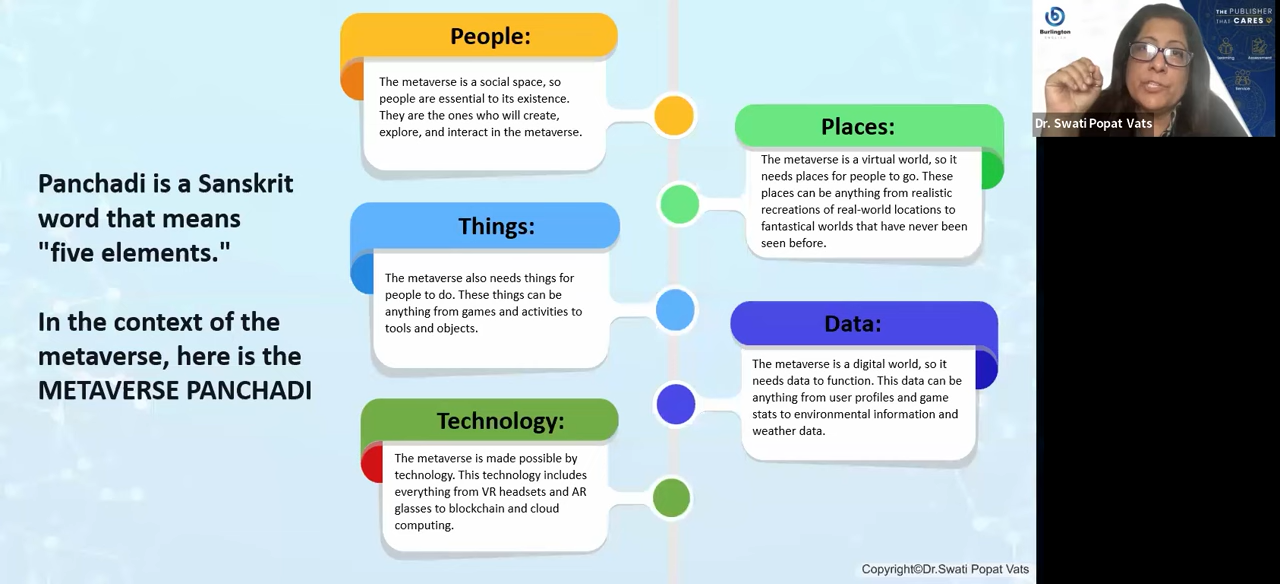 Panchadi is a Sanskrit
word that means
"five elements."
In the context of the
metaverse, here is the
METAVERSE PANCHADI
People:
The metaverse is a social space, so
people are essential to its existence.
They are the ones who will create,
explore, and interact in the metaverse.
Places:
The metaverse is a virtual world, so it
needs places for people to go. These
places can be anything from realistic
recreations of real-world locations to
fantastical worlds that have never been
seen before.
Things:
The metaverse also needs things for
people to do. These things can be
anything from games and activities to
tools and objects.
Data:
The metaverse is a digital world, so it
needs data to function. This data can be
anything from user profiles and game
stats to environmental information and
weather data.
Technology:
The metaverse is made possible by
technology. This technology includes
everything from VR headsets and AR
glasses to blockchain and cloud
computing.
Copyright©Dr.Swati Popat Vats
Burlington
THE PUBLISHER
THAT CARES
Learning
Assessment
Service
Dr. Swati Popat Vats